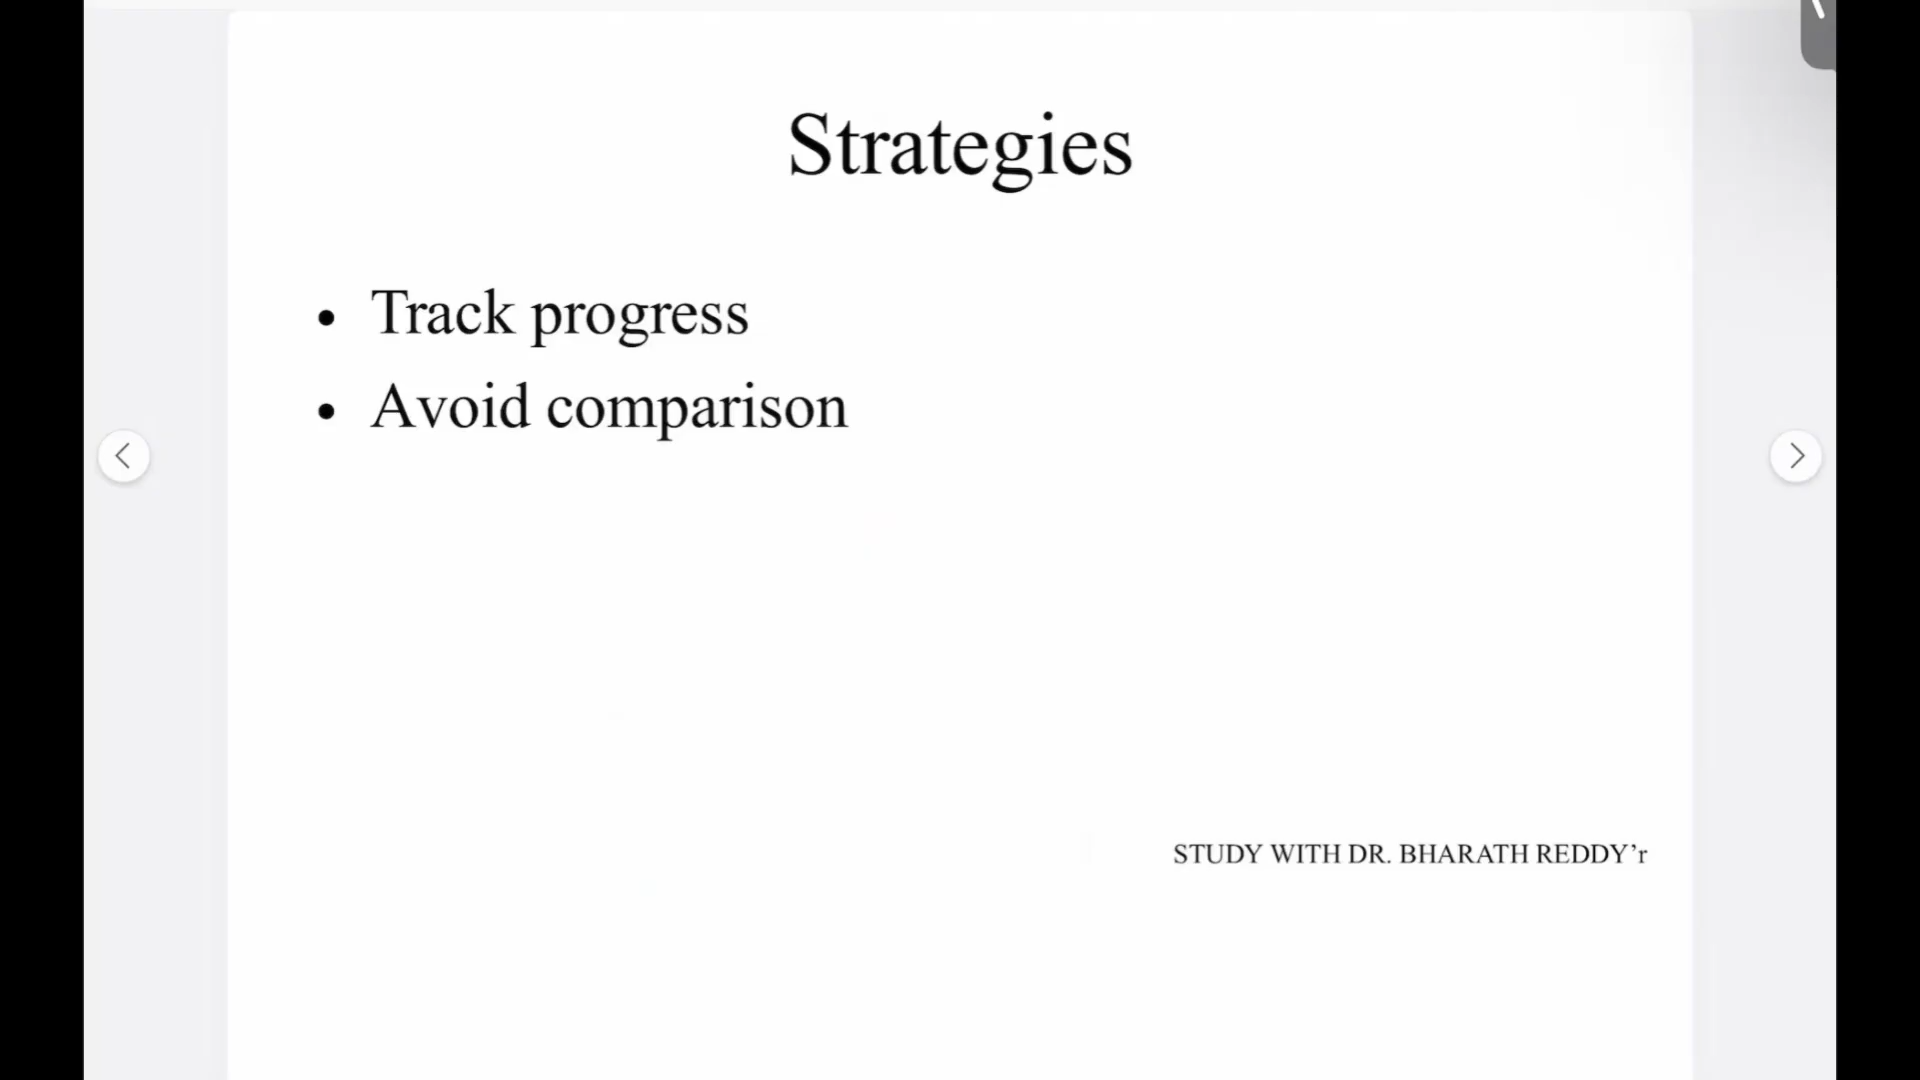 Strategies
• Track progress
• Avoid comparison
STUDY WITH DR. BHARATH REDDY’r